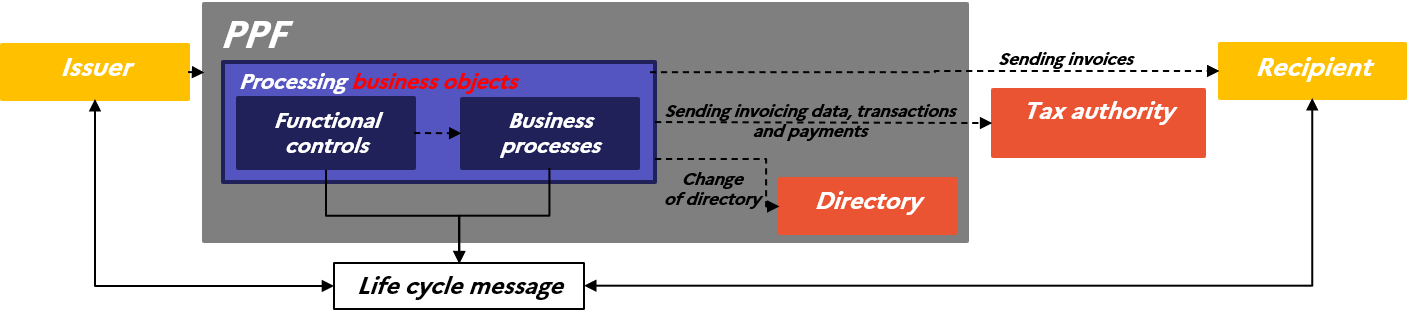 PPF
Issuer
Processing business objects
Functional
controls
Business
processes
Sending invoices
Recipient
Sending invoicing data, transactions
and payments
Tax authority
Change
of directory
Directory
Life cycle message